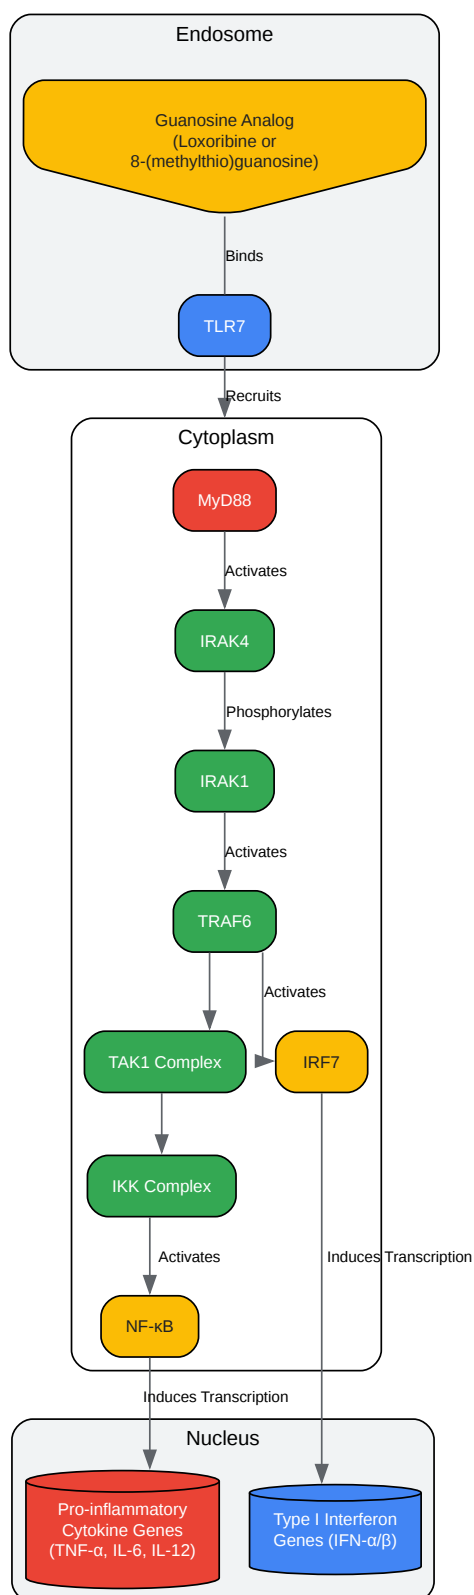 Endosome
Guanosine Analog
(Loxoribine or
8-(methylthio)guanosine)
Binds
TLR7
Recruits
Cytoplasm
MyD88
Activates
IRAK4
Phosphorylates
IRAK1
Activates
TRAF6
Activates
TAK1 Complex
IRF7
IKK Complex
Activates
Induces Transcription
NF-κB
Induces Transcription
Nucleus
Pro-inflammatory
Cytokine Genes
(TNF-α, IL-6, IL-12)
Type I Interferon
Genes (IFN-α/β)